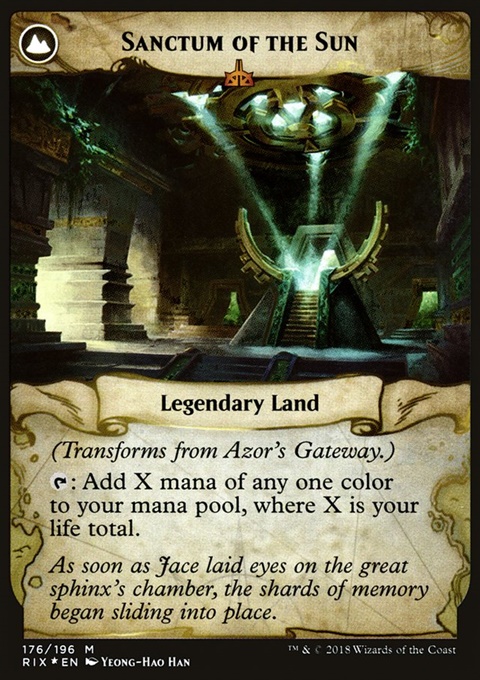 Sanctum of the Sun
Legendary Land
(Transforms from Azor's Gateway.)
: Add X mana of any one color
to your mana pool, where X is your
life total.
As soon as Jace laid eyes on the great
sphinx's chamber, the shards of memory
began sliding into place.
176/196 M
RIX★EN Yeong-Hao Han
™ & © 2018 Wizards of the Coast